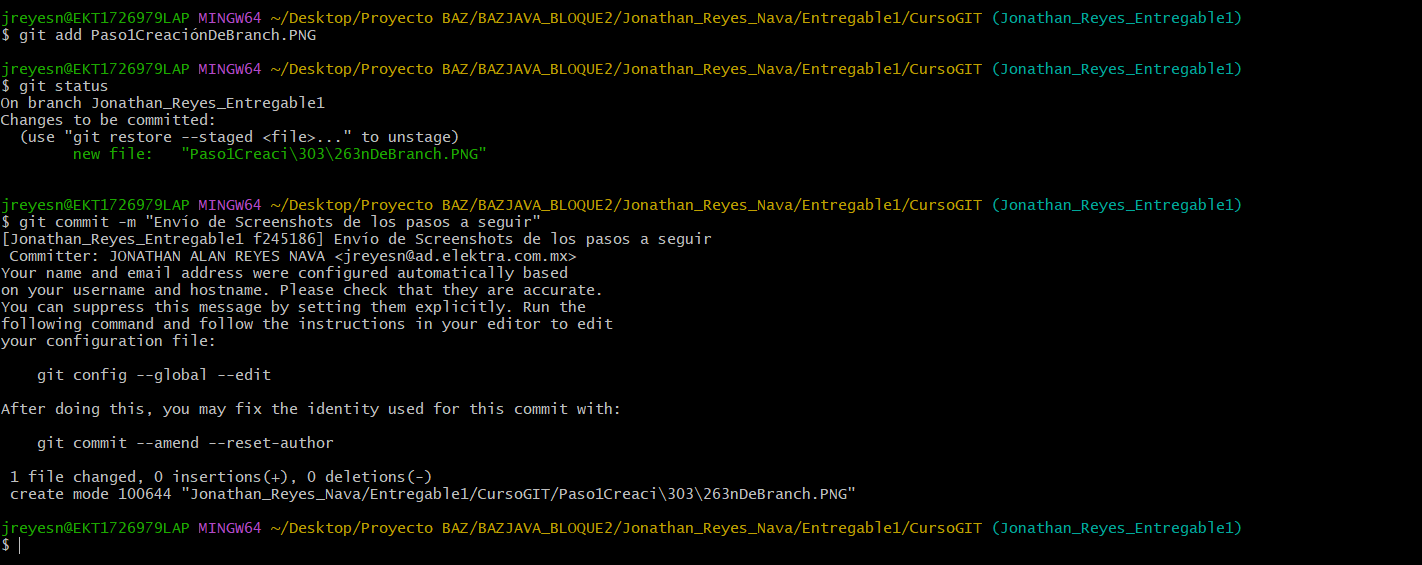 jreyesn@EKT1726979LAP MINGW64 ~/Desktop/Proyecto BAZ/BAZJAVA_BLOQUE2/Jonathan_Reyes_Nava/Entregable1/CursoGIT (Jonathan_Reyes_Entregable1)
$ git add Paso1CreaciónDeBranch.PNG
jreyesn@EKT1726979LAP MINGW64 ~/Desktop/Proyecto BAZ/BAZJAVA_BLOQUE2/Jonathan_Reyes_Nava/Entregable1/CursoGIT (Jonathan_Reyes_Entregable1)
$ git status
On branch Jonathan_Reyes_Entregable1
Changes to be committed:
  (use "git restore --staged <file>..." to unstage)
        new file:   "Paso1Creaci\303\263nDeBranch.PNG"
jreyesn@EKT1726979LAP MINGW64 ~/Desktop/Proyecto BAZ/BAZJAVA_BLOQUE2/Jonathan_Reyes_Nava/Entregable1/CursoGIT (Jonathan_Reyes_Entregable1)
$ git commit -m "Envío de Screenshots de los pasos a seguir"
[Jonathan_Reyes_Entregable1 f245186] Envío de Screenshots de los pasos a seguir
 Committer: JONATHAN ALAN REYES NAVA <jreyesn@ad.elektra.com.mx>
Your name and email address were configured automatically based
on your username and hostname. Please check that they are accurate.
You can suppress this message by setting them explicitly. Run the
following command and follow the instructions in your editor to edit
your configuration file:
    git config --global --edit
After doing this, you may fix the identity used for this commit with:
    git commit --amend --reset-author
 1 file changed, 0 insertions(+), 0 deletions(-)
 create mode 100644 "Jonathan_Reyes_Nava/Entregable1/CursoGIT/Paso1Creaci\303\263nDeBranch.PNG"
jreyesn@EKT1726979LAP MINGW64 ~/Desktop/Proyecto BAZ/BAZJAVA_BLOQUE2/Jonathan_Reyes_Nava/Entregable1/CursoGIT (Jonathan_Reyes_Entregable1)
$